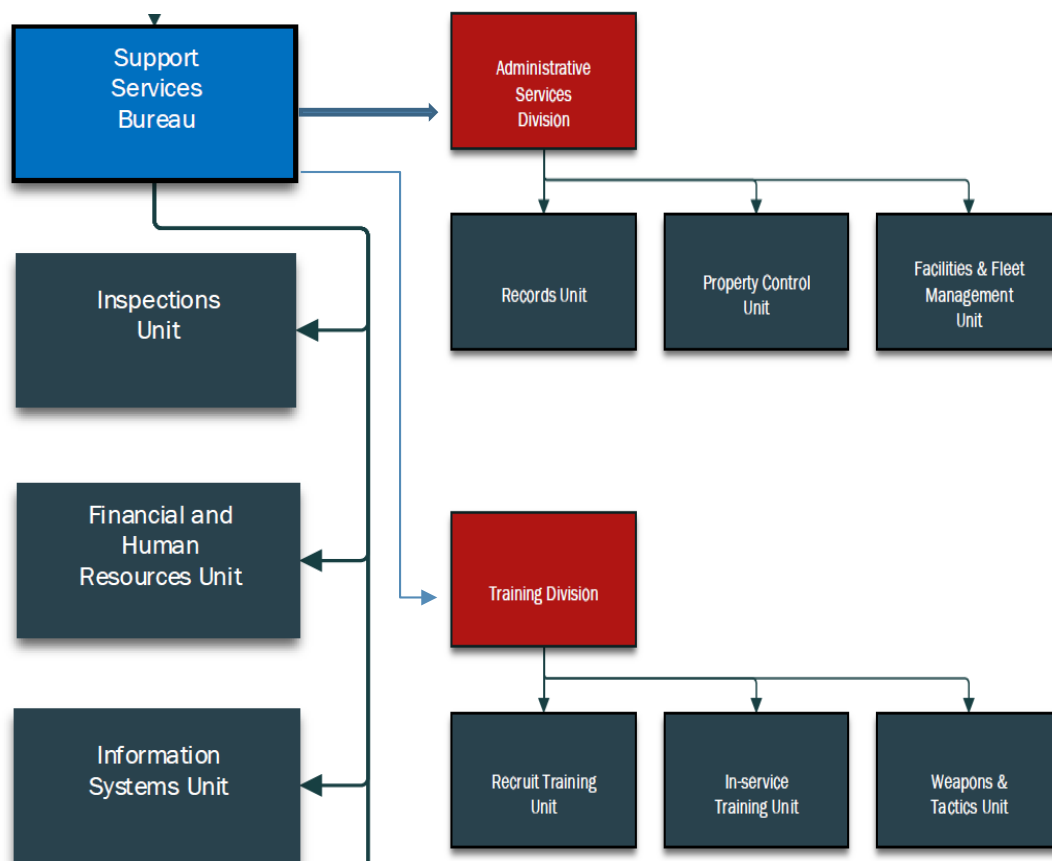 Support
Services
Bureau
Administrative
Services
Division
Records Unit
Property Control
Unit
Facilities & Fleet
Management
Unit
Inspections
Unit
Financial and
Human
Resources Unit
Training Division
Information
Systems Unit
Recruit Training
Unit
In-service
Training Unit
Weapons &
Tactics Unit